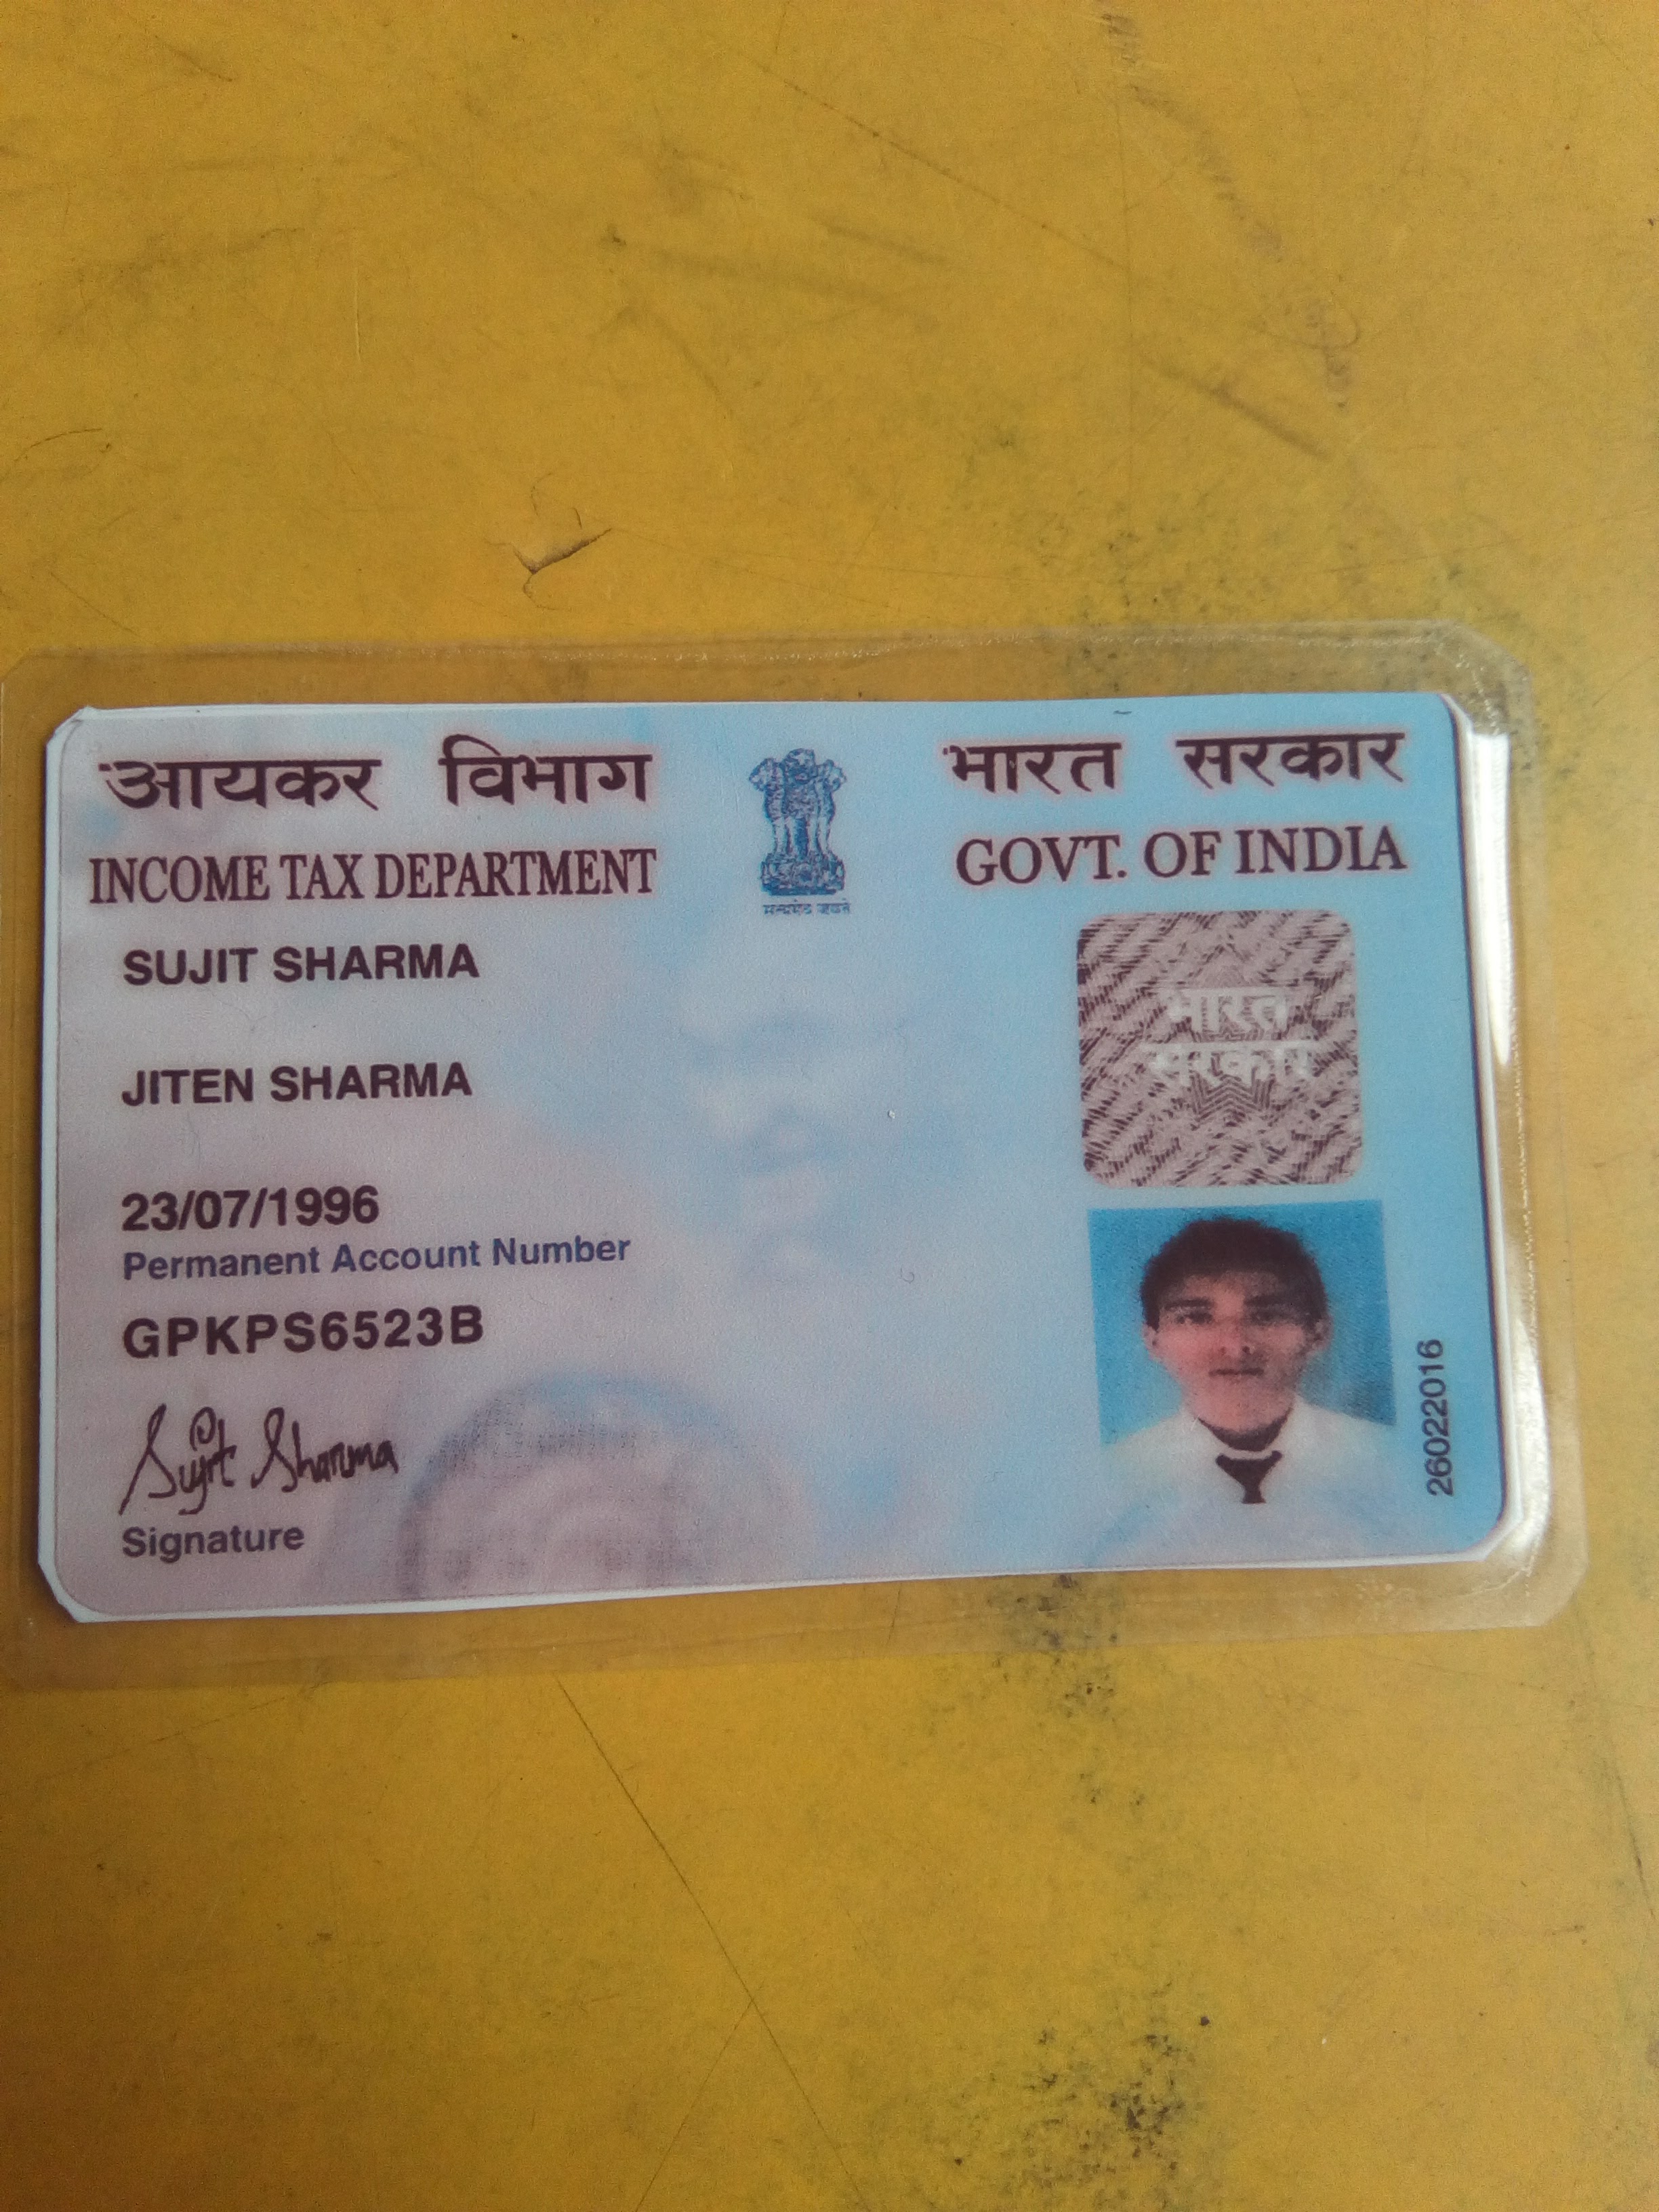 आयकर विभाग
INCOME TAX DEPARTMENT
सत्यमेव जयते
भारत सरकार
GOVT. OF INDIA
SUJIT SHARMA
JITEN SHARMA
23/07/1996
Permanent Account Number
GPKPS6523B
Sujit Sharma
Signature
भारत
सरकार
26022016